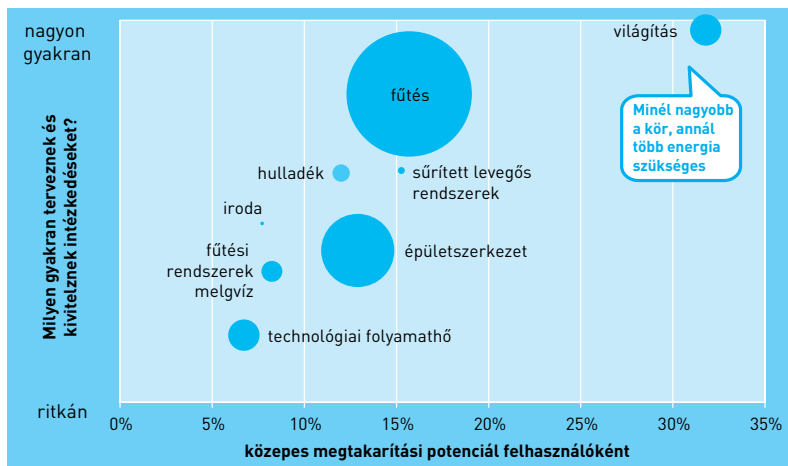 nagyon
gyakran
Milyen gyakran terveznek és
kivitelznek intézkedéseket?
ritkán
világítás
Minél nagyobb
a kör, annál
több energia
szükséges
fűtés
hulladék
sűrített levegős
rendszerek
iroda
fűtési
rendszerek
melgvíz
épületszerkezet
technológiai folyamathő
0% 5% 10% 15% 20% 25% 30% 35%
közepes megtakarítási potenciál felhasználóként